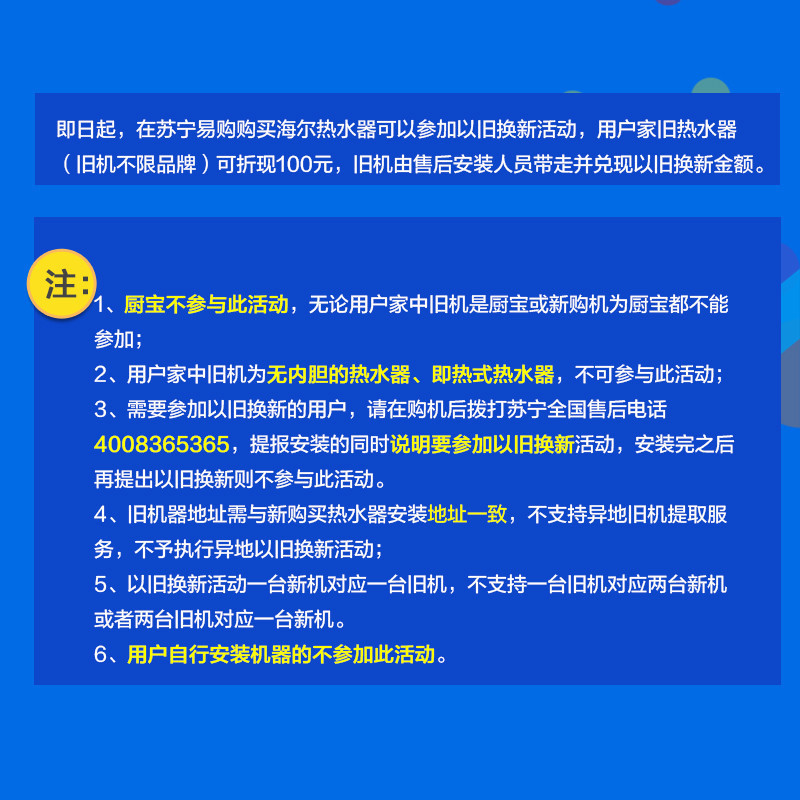 即日起，在苏宁易购购买海尔热水器可以参加以旧换新活动，用户家旧热水器
（旧机不限品牌）可折现100元，旧机由售后安装人员带走并兑现以旧换新金额。
注：
1、厨宝不参与此活动，无论用户家中旧机是厨宝或新购机为厨宝都不能
参加；
2、用户家中旧机为无内胆的热水器、即热式热水器，不可参与此活动；
3、需要参加以旧换新的用户，请在购机后拨打苏宁全国售后电话
4008365365，提报安装的同时说明要参加以旧换新活动，安装完之后
再提出以旧换新则不参与此活动。
4、旧机器地址需与新购买热水器安装地址一致，不支持异地旧机提取服
务，不予执行异地以旧换新活动；
5、以旧换新活动一台新机对应一台旧机，不支持一台旧机对应两台新机
或者两台旧机对应一台新机。
6、用户自行安装机器的不参加此活动。